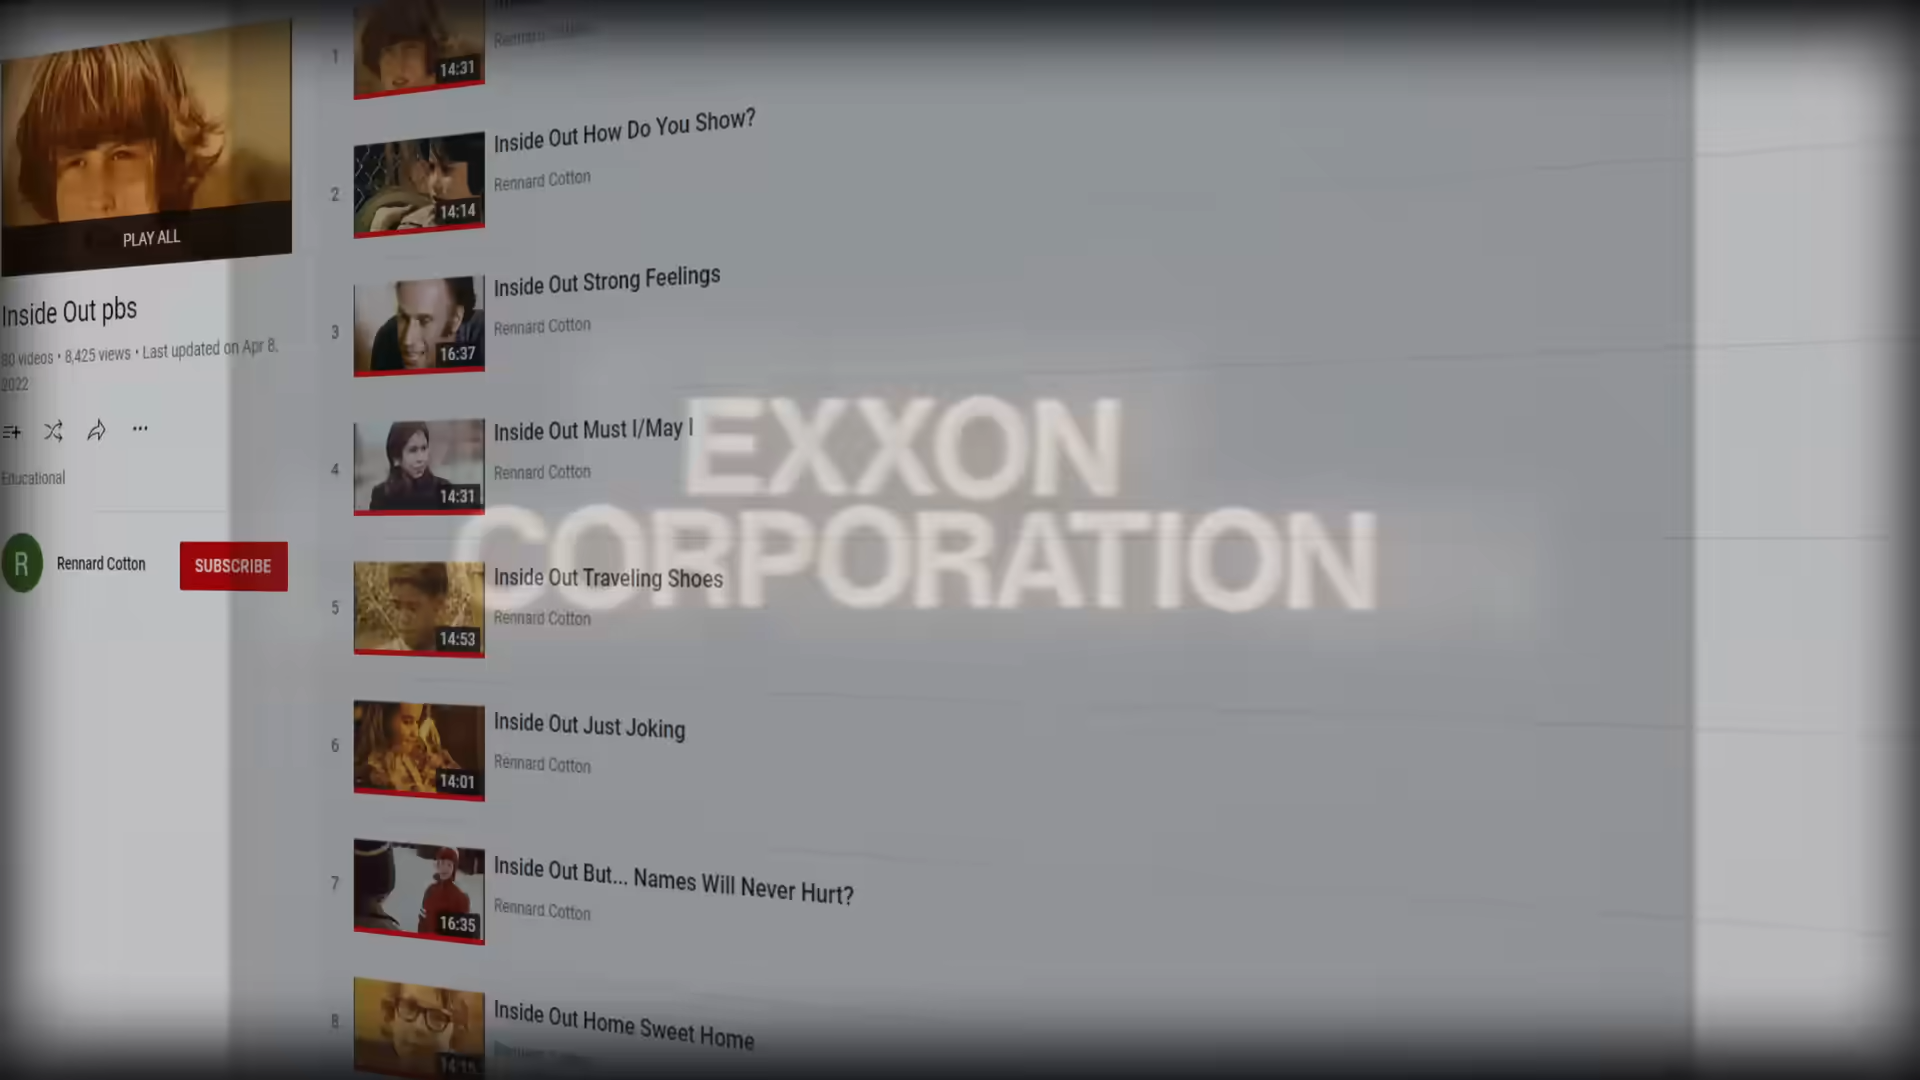 PLAY ALL
Inside Out pbs
80 videos • 8,425 views • Last updated on Apr 8,
2022
Educational
R
Rennard Cotton
SUBSCRIBE
1
14:31
2
14:14
Inside Out How Do You Show?
Rennard Cotton
3
16:37
Inside Out Strong Feelings
Rennard Cotton
4
14:31
Inside Out Must I/May I
Rennard Cotton
5
14:53
Inside Out Traveling Shoes
Rennard Cotton
6
14:01
Inside Out Just Joking
Rennard Cotton
7
16:35
Inside Out But... Names Will Never Hurt?
Rennard Cotton
8
Inside Out Home Sweet Home
EXXON
CORPORATION